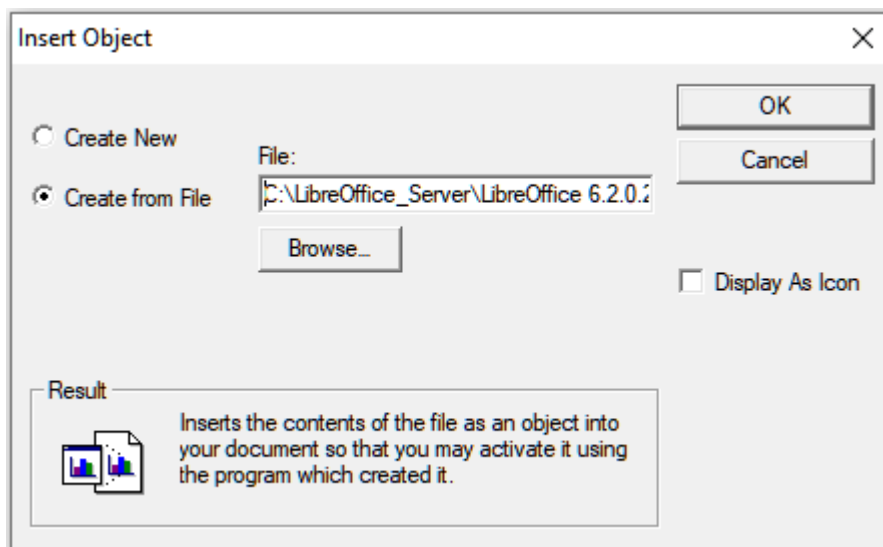 Insert Object
Create New
Create from File
File:
C:\LibreOffice_Server\LibreOffice 6.2.0.2
Browse...
OK
Cancel
Display As Icon
Result
Inserts the contents of the file as an object into
your document so that you may activate it using
the program which created it.